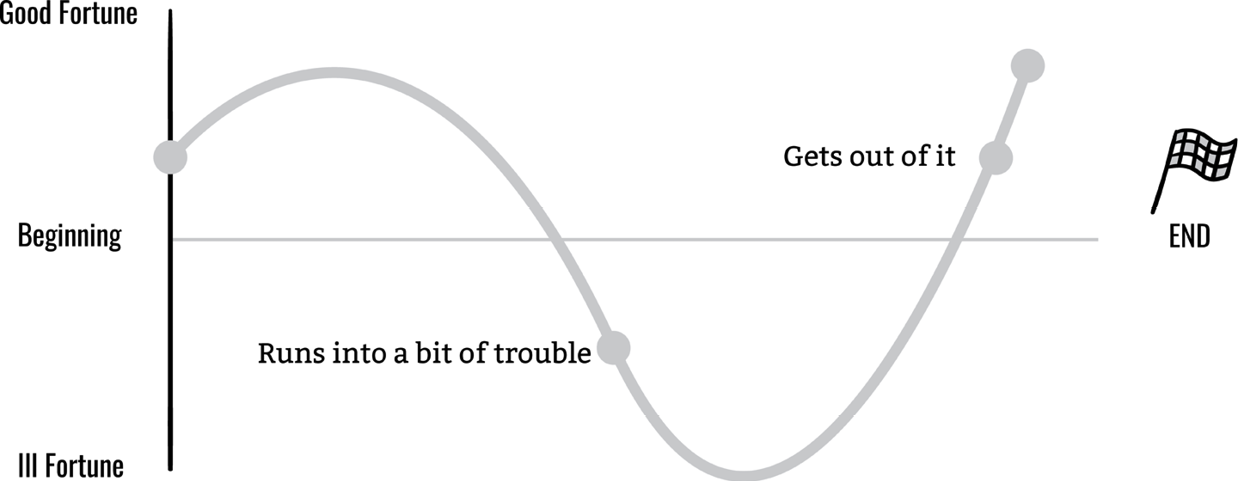 Good Fortune
Gets out of it
Beginning
END
Runs into a bit of trouble
Ill Fortune